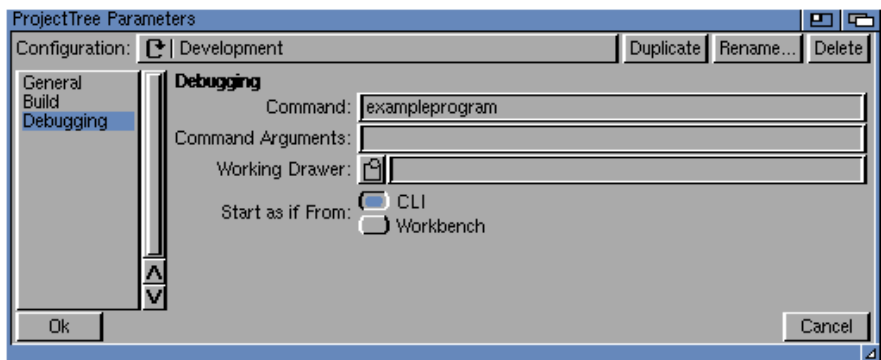 ProjectTree Parameters
Configuration: Development Duplicate Rename... Delete
General
Build
Debugging
Debugging
Command: exampleprogram
Command Arguments:
Working Drawer:
Start as if From: CLI
Workbench
Ok Cancel